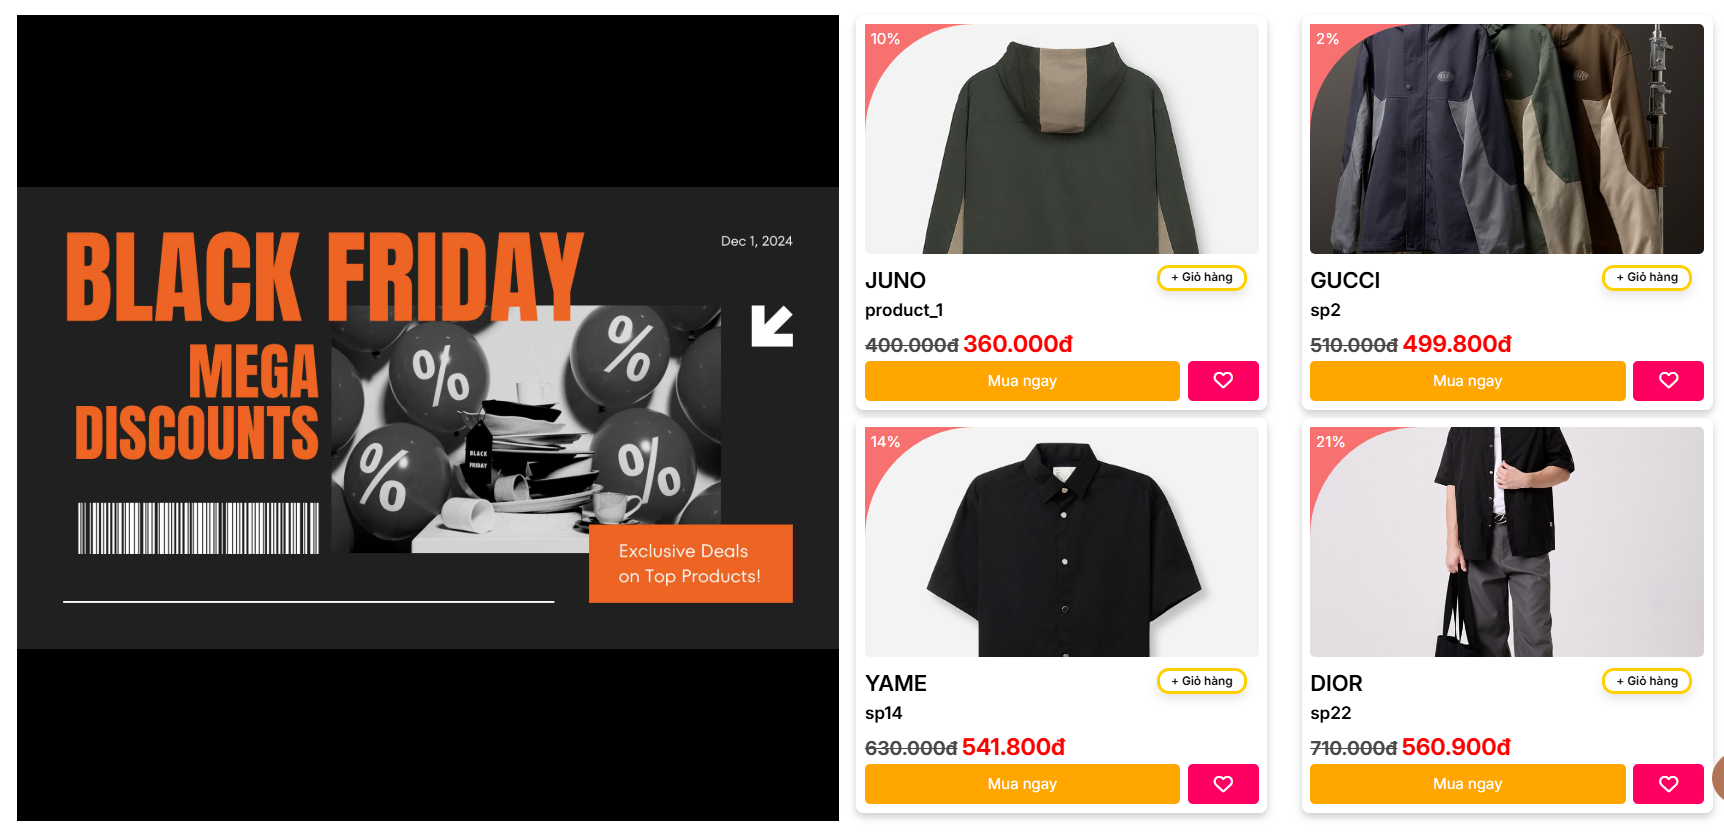 BLACK FRIDAY
Dec 1, 2024
MEGA
DISCOUNTS
%
%
%
%
BLACK
FRIDAY
Exclusive Deals
on Top Products!
10%
JUNO
+ Giỏ hàng
product_1
400.000đ 360.000đ
Mua ngay
2%
GUCCI
+ Giỏ hàng
sp2
510.000đ 499.800đ
Mua ngay
14%
YAME
+ Giỏ hàng
sp14
630.000đ 541.800đ
Mua ngay
21%
DIOR
+ Giỏ hàng
sp22
710.000đ 560.900đ
Mua ngay